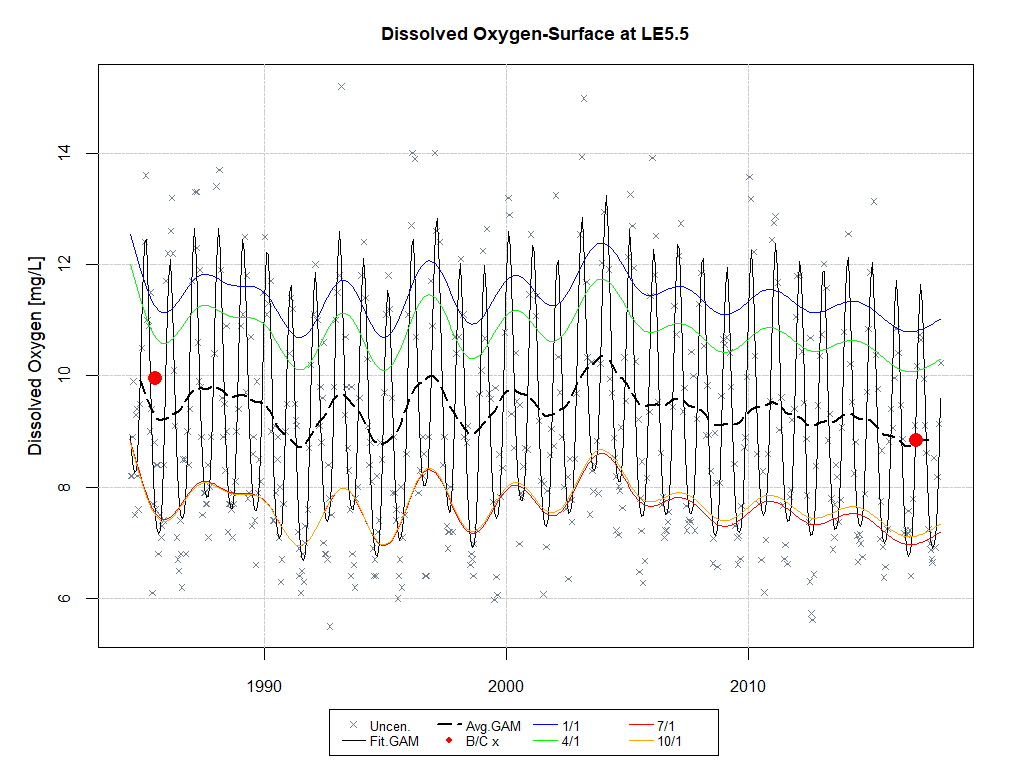 Dissolved Oxygen-Surface at LE5.5
Dissolved Oxygen [mg/L]
14
12
10
8
6
1990 2000 2010
Uncen. Avg.GAM 1/1 7/1
Fit.GAM B/C x 4/1 10/1